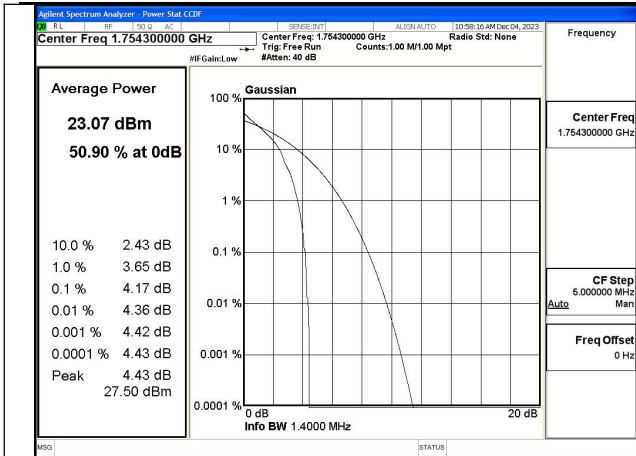 Agilent Spectrum Analyzer - Power Stat CCDF
RL RF 50 Ω AC SENSE:INT ALIGN AUTO 10:58:16 AM Dec 04, 2023
Center Freq 1.754300000 GHz
Center Freq: 1.754300000 GHz Radio Std: None
Trig: Free Run Counts:1.00 M/1.00 Mpt
#IFGain:Low #Atten: 40 dB
Frequency
Average Power
23.07 dBm
50.90 % at 0dB
10.0 % 2.43 dB
1.0 % 3.65 dB
0.1 % 4.17 dB
0.01 % 4.36 dB
0.001 % 4.42 dB
0.0001 % 4.43 dB
Peak 4.43 dB
27.50 dBm
Gaussian
100 %
10 %
1 %
0.1 %
0.01 %
0.001 %
0.0001 %
0 dB 20 dB
Info BW 1.4000 MHz
Center Freq
1.754300000 GHz
CF Step
5.000000 MHz
Auto Man
Freq Offset
0 Hz
MSG STATUS